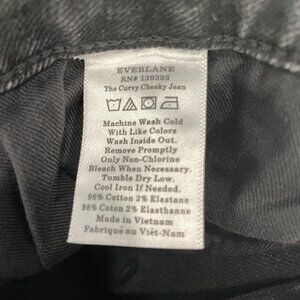 EVERLANE
RN# 139393
The Curvy Cheeky Jean
Machine Wash Cold
With Like Colors
Wash Inside Out.
Remove Promptly
Only Non-Chlorine
Bleach When Necessary.
Tumble Dry Low.
Cool Iron If Needed.
98% Cotton 2% Elastane
98% Coton 2% Elasthanne
Made in Vietnam
Fabriqué au Viêt-Nam